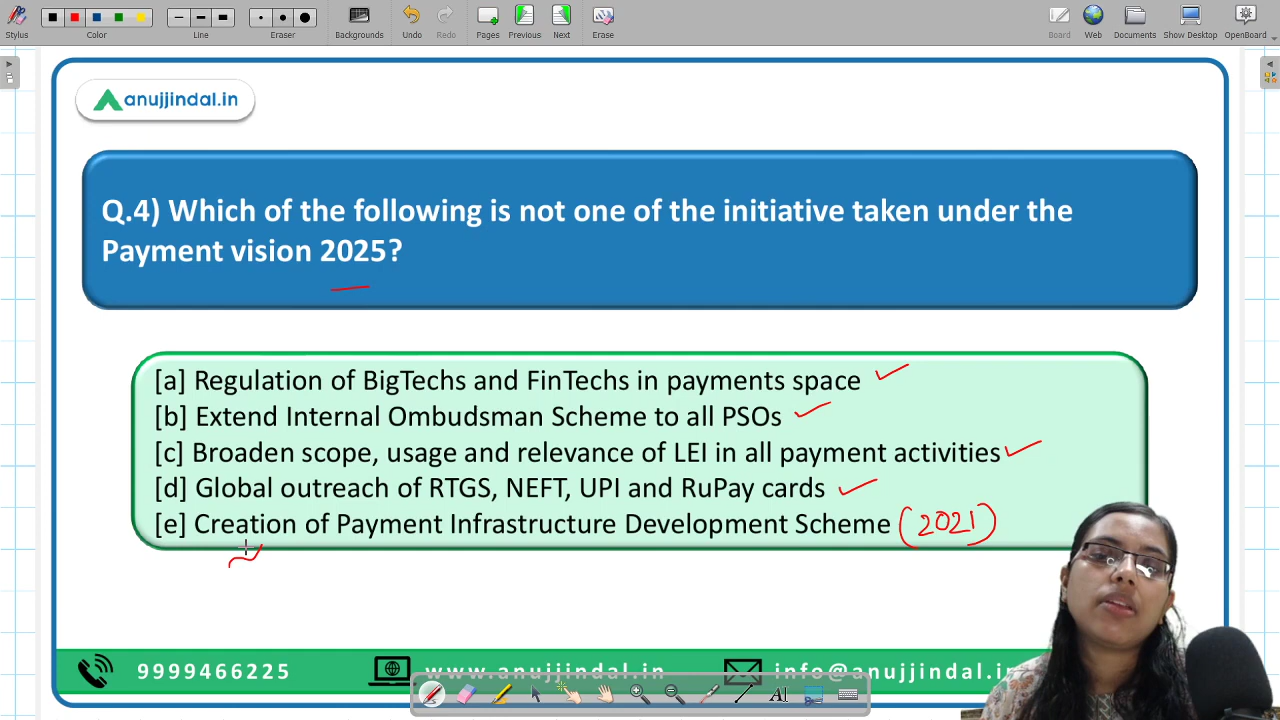 Stylus
Color
Line
Eraser
Backgrounds
Undo
Redo
Pages
Previous
Next
Erase
Board
Web
Documents
Show Desktop
OpenBoard
anujjindal.in
Q.4) Which of the following is not one of the initiative taken under the
Payment vision 2025?
[a] Regulation of BigTechs and FinTechs in payments space
[b] Extend Internal Ombudsman Scheme to all PSOs
[c] Broaden scope, usage and relevance of LEI in all payment activities
[d] Global outreach of RTGS, NEFT, UPI and RuPay cards
[e] Creation of Payment Infrastructure Development Scheme (2021)
9999466225
www.anujjindal.in
info@anujjindal.in
AI